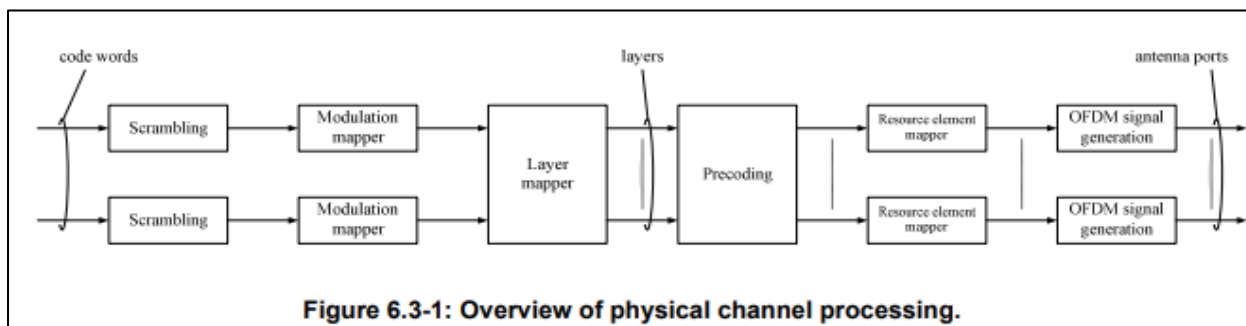 code words
layers
antenna ports
Scrambling
Modulation
mapper
Layer
mapper
Precoding
Resource element
mapper
OFDM signal
generation
Scrambling
Modulation
mapper
Resource element
mapper
OFDM signal
generation
Figure 6.3-1: Overview of physical channel processing.